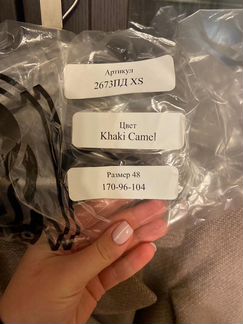 Артикул
2673ПД XS
Цвет
Khaki Camel
Размер 48
170-96-104